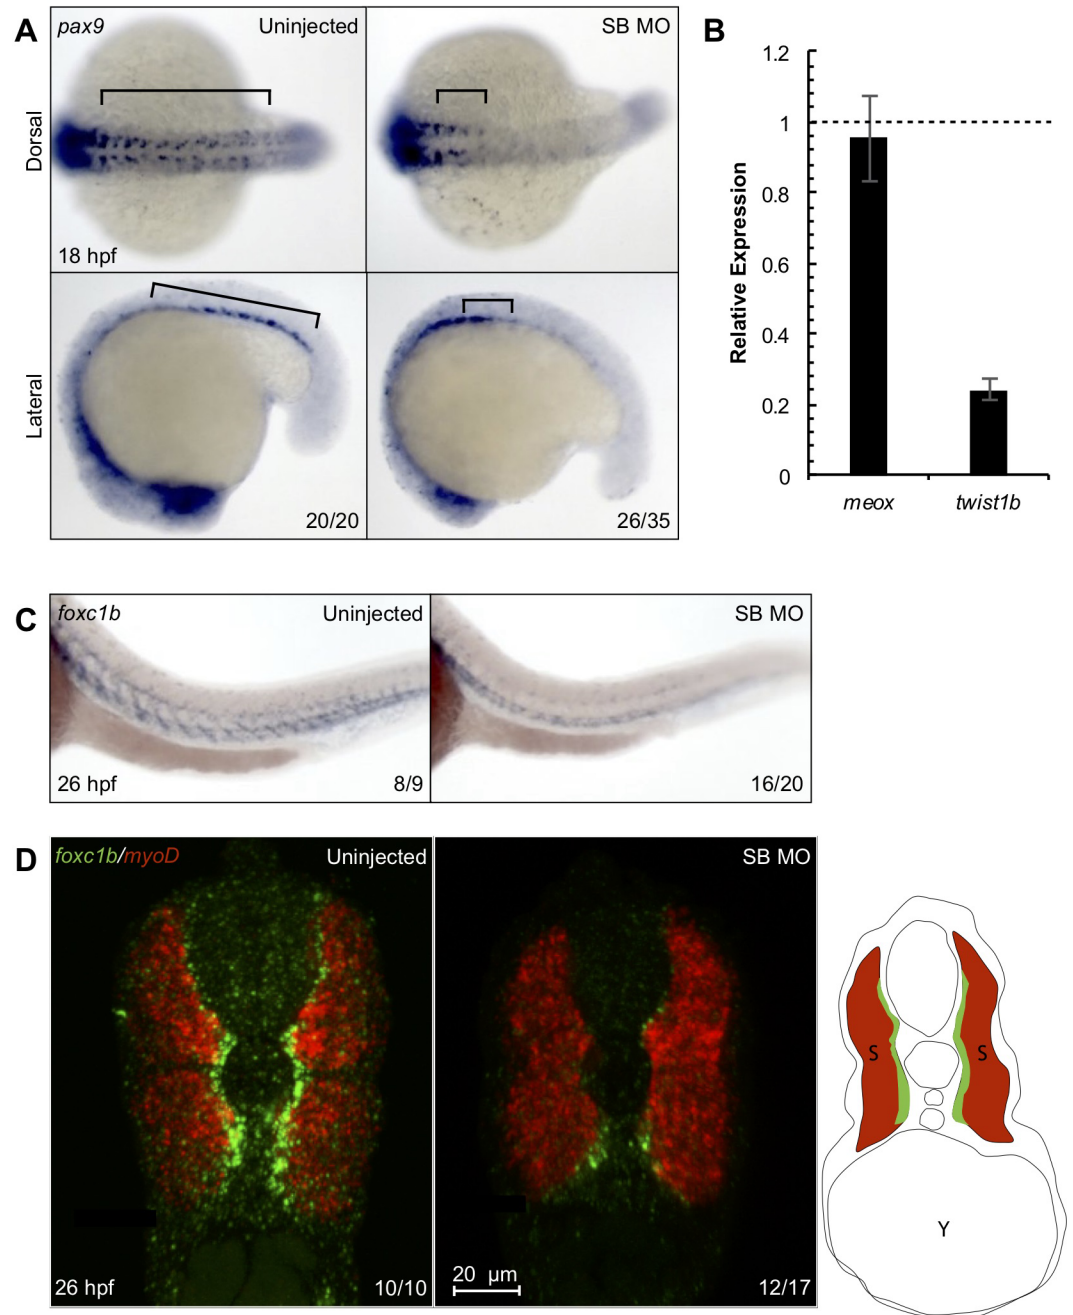 A
pax9 Uninjected
SB MO
Dorsal
18 hpf
Lateral
20/20
26/35
B
1.2
1
0.8
0.6
0.4
0.2
0
Relative Expression
meox
twist1b
C
foxc1b Uninjected
SB MO
26 hpf
8/9
16/20
D
foxc1b/myoD Uninjected
SB MO
26 hpf
10/10
20 µm
12/17
S
S
Y